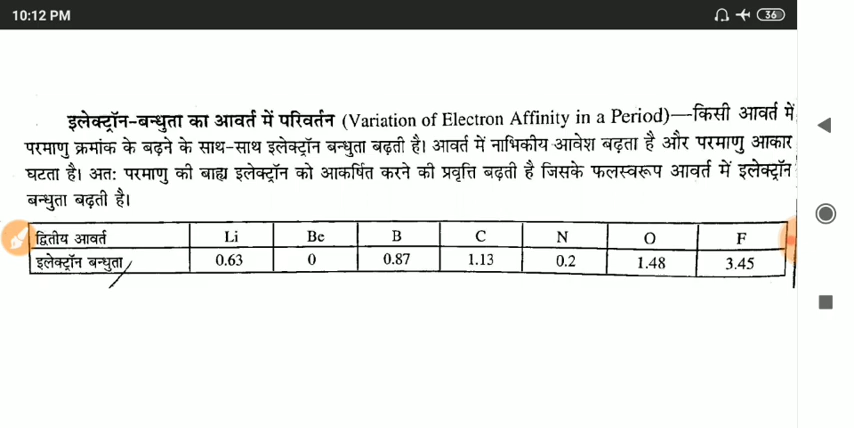 10:12 PM
36
इलेक्ट्रॉन-बन्धुता का आवर्त में परिवर्तन (Variation of Electron Affinity in a Period)—किसी आवर्त में
परमाणु क्रमांक के बढ़ने के साथ-साथ इलेक्ट्रॉन बन्धुता बढ़ती है। आवर्त में नाभिकीय आवेश बढ़ता है और परमाणु आकार
घटता है। अतः परमाणु की बाह्य इलेक्ट्रॉन को आकर्षित करने की प्रवृत्ति बढ़ती है जिसके फलस्वरूप आवर्त में इलेक्ट्रॉन
बन्धुता बढ़ती है।
द्वितीय आवर्त Li Be B C N O F
इलेक्ट्रॉन बन्धुता 0.63 0 0.87 1.13 0.2 1.48 3.45